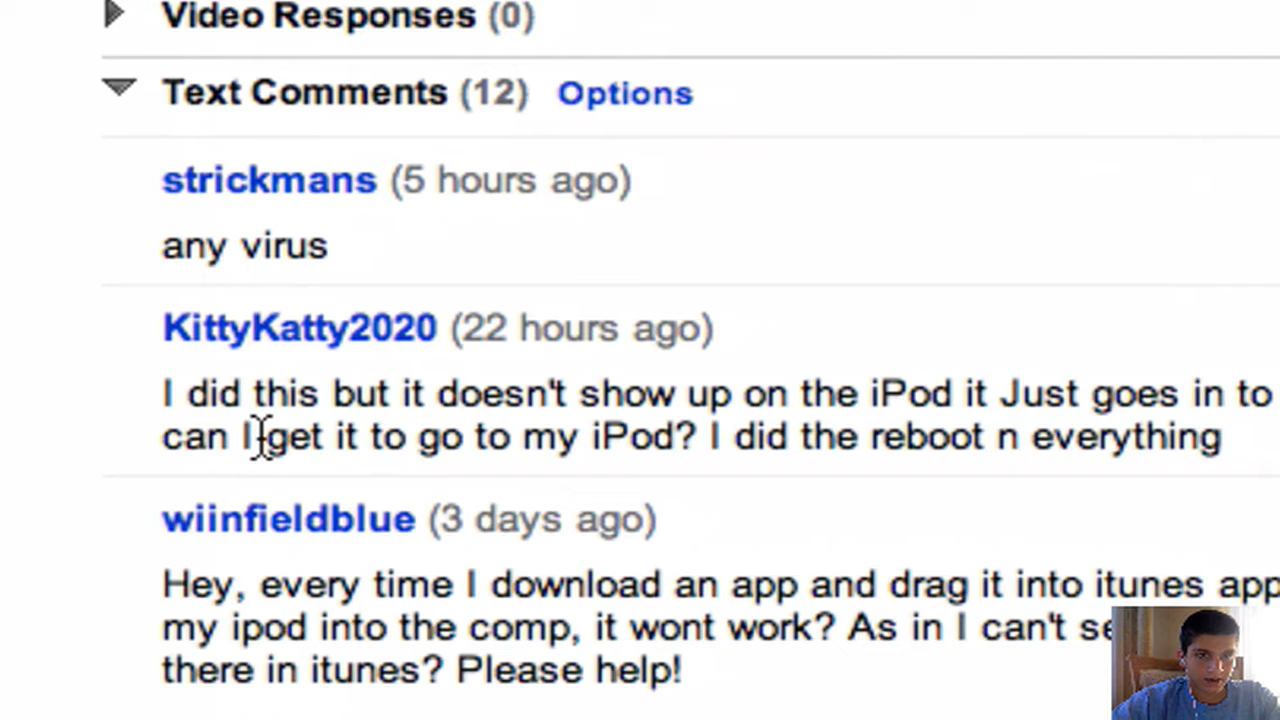 Video Responses (0)
Text Comments (12) Options
strickmans (5 hours ago)
any virus
KittyKatty2020 (22 hours ago)
I did this but it doesn't show up on the iPod it Just goes in to
can I get it to go to my iPod? I did the reboot n everything
wiinfieldblue (3 days ago)
Hey, every time I download an app and drag it into itunes app
my ipod into the comp, it wont work? As in I can't
there in itunes? Please help!